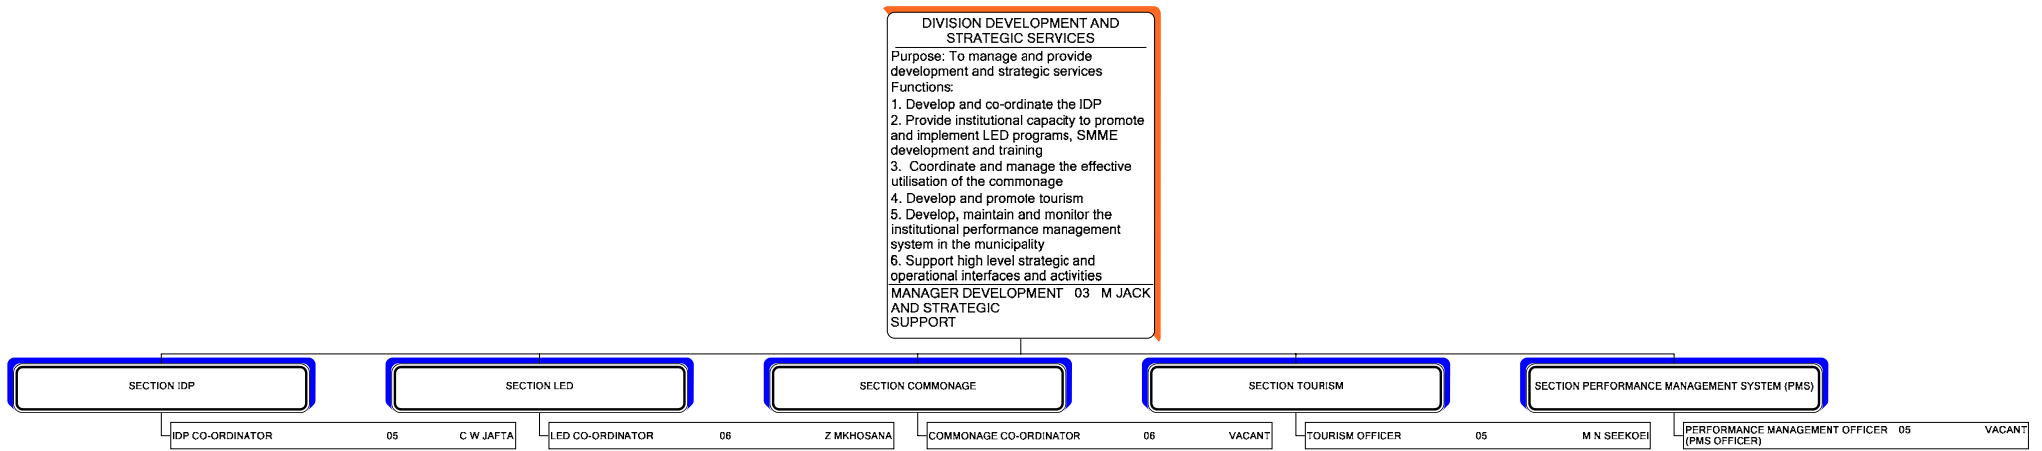 DIVISION DEVELOPMENT AND
STRATEGIC SERVICES
Purpose: To manage and provide
development and strategic services
Functions:
1. Develop and co-ordinate the IDP
2. Provide institutional capacity to promote
and implement LED programs, SMME
development and training
3.  Coordinate and manage the effective
utilisation of the commonage
4. Develop and promote tourism
5. Develop, maintain and monitor the
institutional performance management
system in the municipality
6. Support high level strategic and
operational interfaces and activities
MANAGER DEVELOPMENT 03 M JACK
AND STRATEGIC
SUPPORT
SECTION IDP
SECTION LED
SECTION COMMONAGE
SECTION TOURISM
SECTION PERFORMANCE MANAGEMENT SYSTEM (PMS)
IDP CO-ORDINATOR 05 C W JAFTA
LED CO-ORDINATOR 06 Z MKHOSANA
COMMONAGE CO-ORDINATOR 06 VACANT
TOURISM OFFICER 05 M N SEEKOEI
PERFORMANCE MANAGEMENT OFFICER 05 VACANT
(PMS OFFICER)